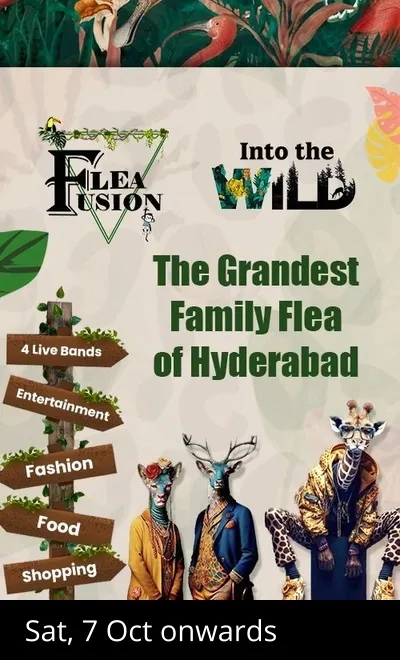 FLEA
FUSION
Into the
WILD
The Grandest
Family Flea
of Hyderabad
4 Live Bands
Entertainment
Fashion
Food
Shopping
Sat, 7 Oct onwards